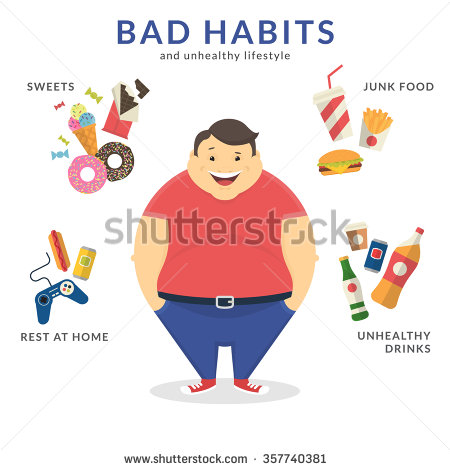 BAD HABITS
and unhealthy lifestyle
SWEETS
JUNK FOOD
shutterstock
REST AT HOME
UNHEALTHY
DRINKS
www.shutterstock.com · 357740381